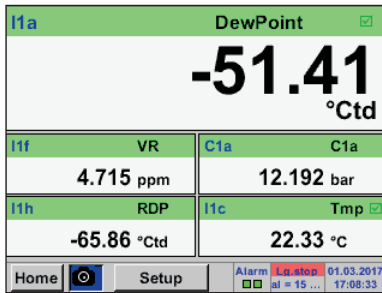 I1a DewPoint
-51.41
°Ctd
I1f VR C1a C1a
4.715 ppm 12.192 bar
I1h RDP I1c Tmp
-65.86 °Ctd 22.33 °C
Home Setup Alarm Lg.stop 01.03.2017
al = 15 ... 17:08:33